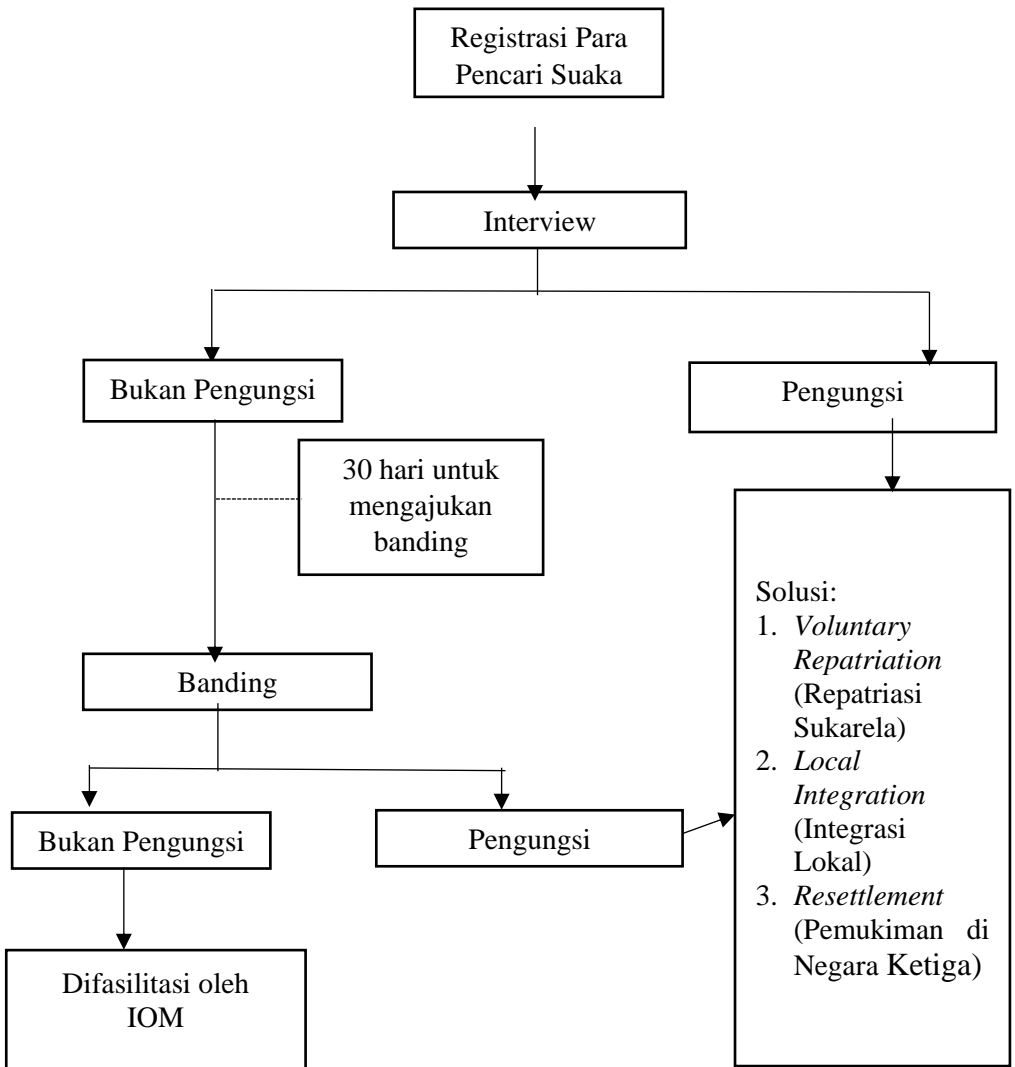 Registrasi Para
Pencari Suaka
Interview
Bukan Pengungsi
Pengungsi
30 hari untuk
mengajukan
banding
Banding
Bukan Pengungsi
Pengungsi
Difasilitasi oleh
IOM
Solusi:
1. Voluntary
Repatriation
(Repatriasi
Sukarela)
2. Local
Integration
(Integrasi
Lokal)
3. Resettlement
(Pemukiman di
Negara Ketiga)